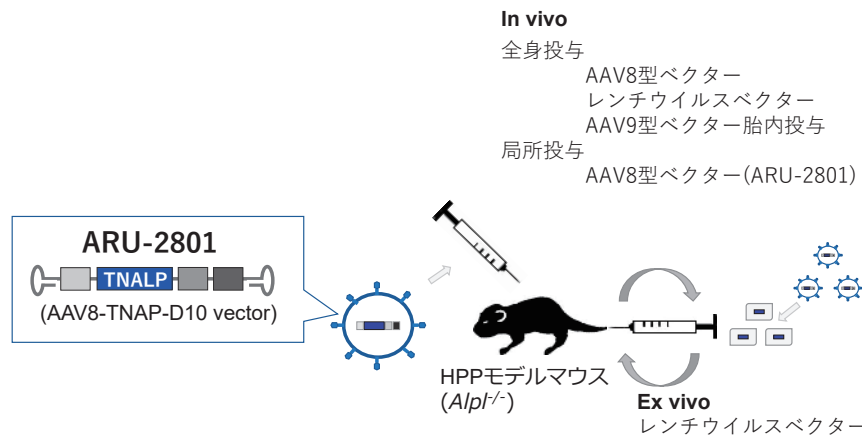 In vivo
全身投与
AAV8型ベクター
レンチウイルスベクター
AAV9型ベクター胎内投与
局所投与
AAV8型ベクター(ARU-2801)
ARU-2801
TNALP
(AAV8-TNAP-D10 vector)
HPPモデルマウス
(Alpl-/-)
Ex vivo
レンチウイルスベクター